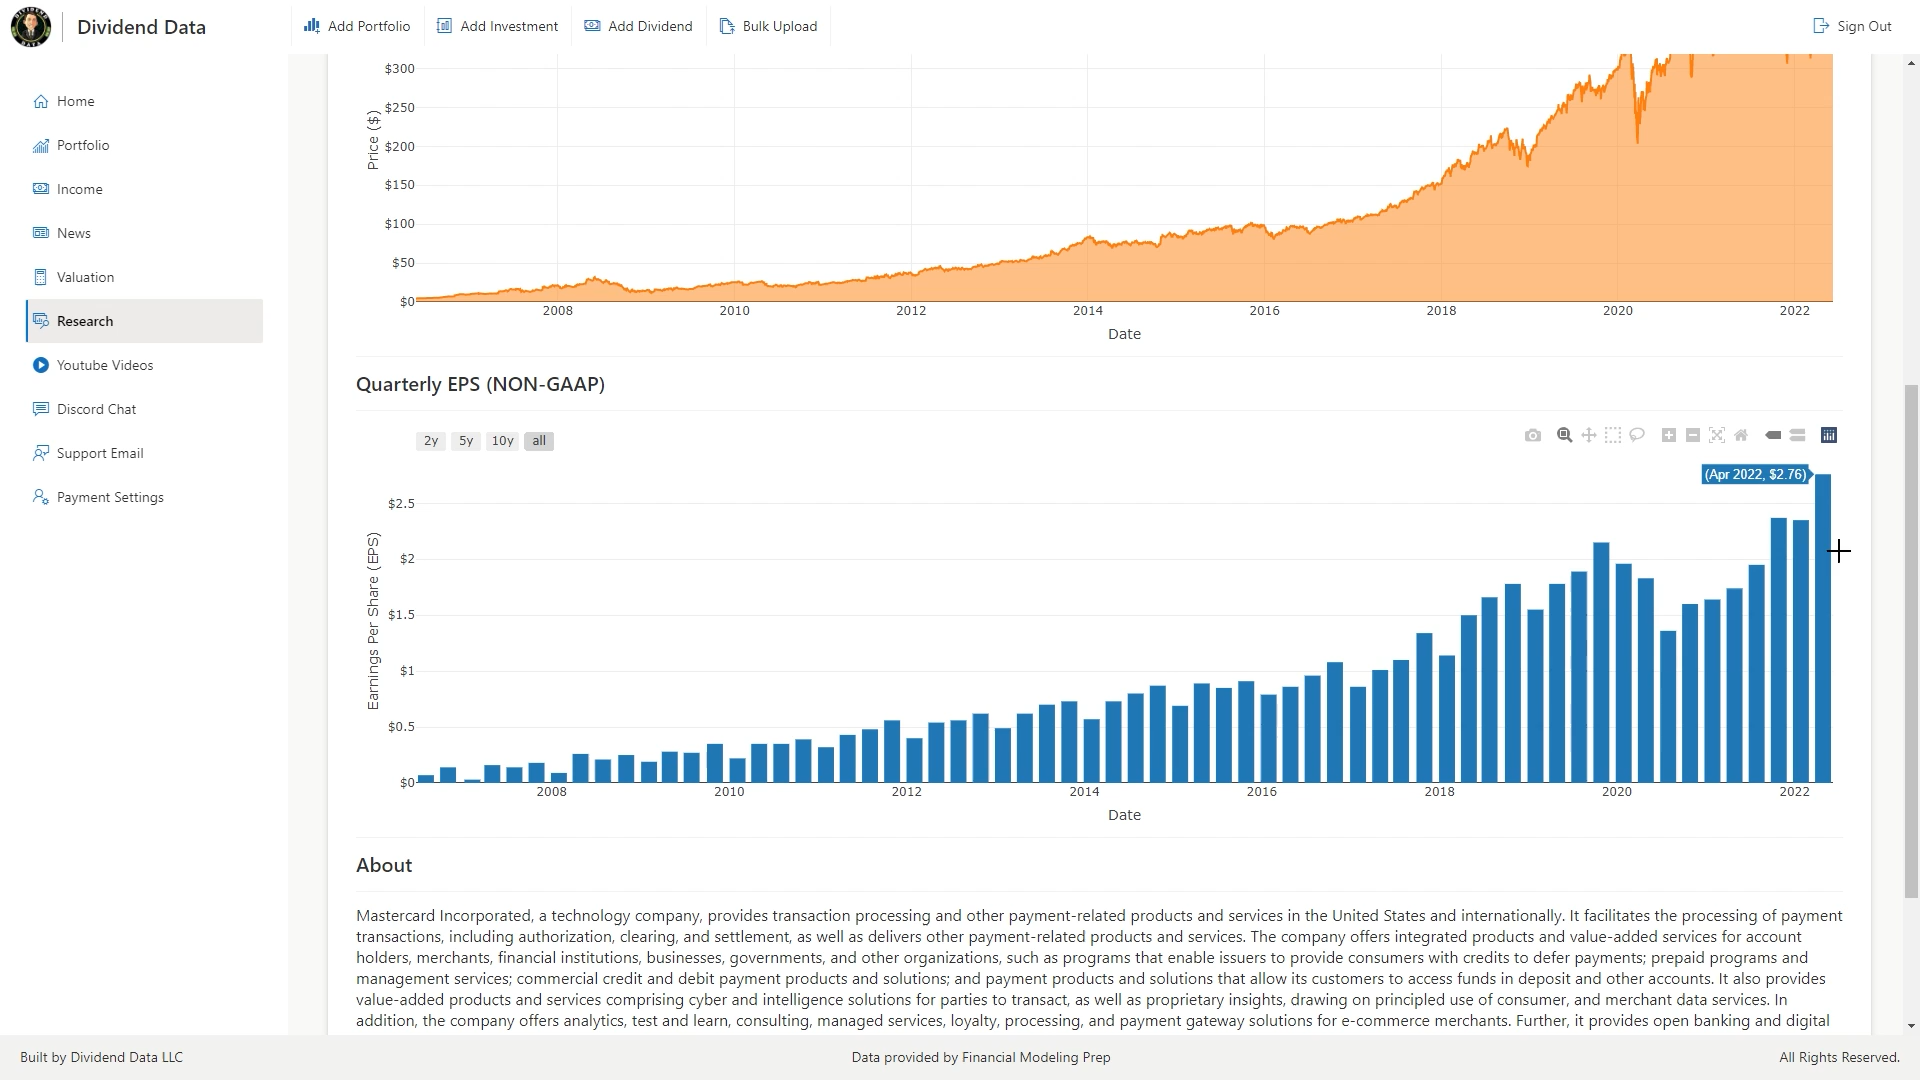 Dividend Data
Add Portfolio
Add Investment
Add Dividend
Bulk Upload
Sign Out
Home
Portfolio
Income
News
Valuation
Research
Youtube Videos
Discord Chat
Support Email
Payment Settings
$300
$250
$200
$150
$100
$50
$0
Price ($)
2008 2010 2012 2014 2016 2018 2020 2022
Date
Quarterly EPS (NON-GAAP)
2y 5y 10y all
(Apr 2022, $2.76)
$2.5
$2
$1.5
$1
$0.5
$0
Earnings Per Share (EPS)
2008 2010 2012 2014 2016 2018 2020 2022
Date
About
Mastercard Incorporated, a technology company, provides transaction processing and other payment-related products and services in the United States and internationally. It facilitates the processing of payment
transactions, including authorization, clearing, and settlement, as well as delivers other payment-related products and services. The company offers integrated products and value-added services for account
holders, merchants, financial institutions, businesses, governments, and other organizations, such as programs that enable issuers to provide consumers with credits to defer payments; prepaid programs and
management services; commercial credit and debit payment products and solutions; and payment products and solutions that allow its customers to access funds in deposit and other accounts. It also provides
value-added products and services comprising cyber and intelligence solutions for parties to transact, as well as proprietary insights, drawing on principled use of consumer, and merchant data services. In
addition, the company offers analytics, test and learn, consulting, managed services, loyalty, processing, and payment gateway solutions for e-commerce merchants. Further, it provides open banking and digital
Built by Dividend Data LLC
Data provided by Financial Modeling Prep
All Rights Reserved.